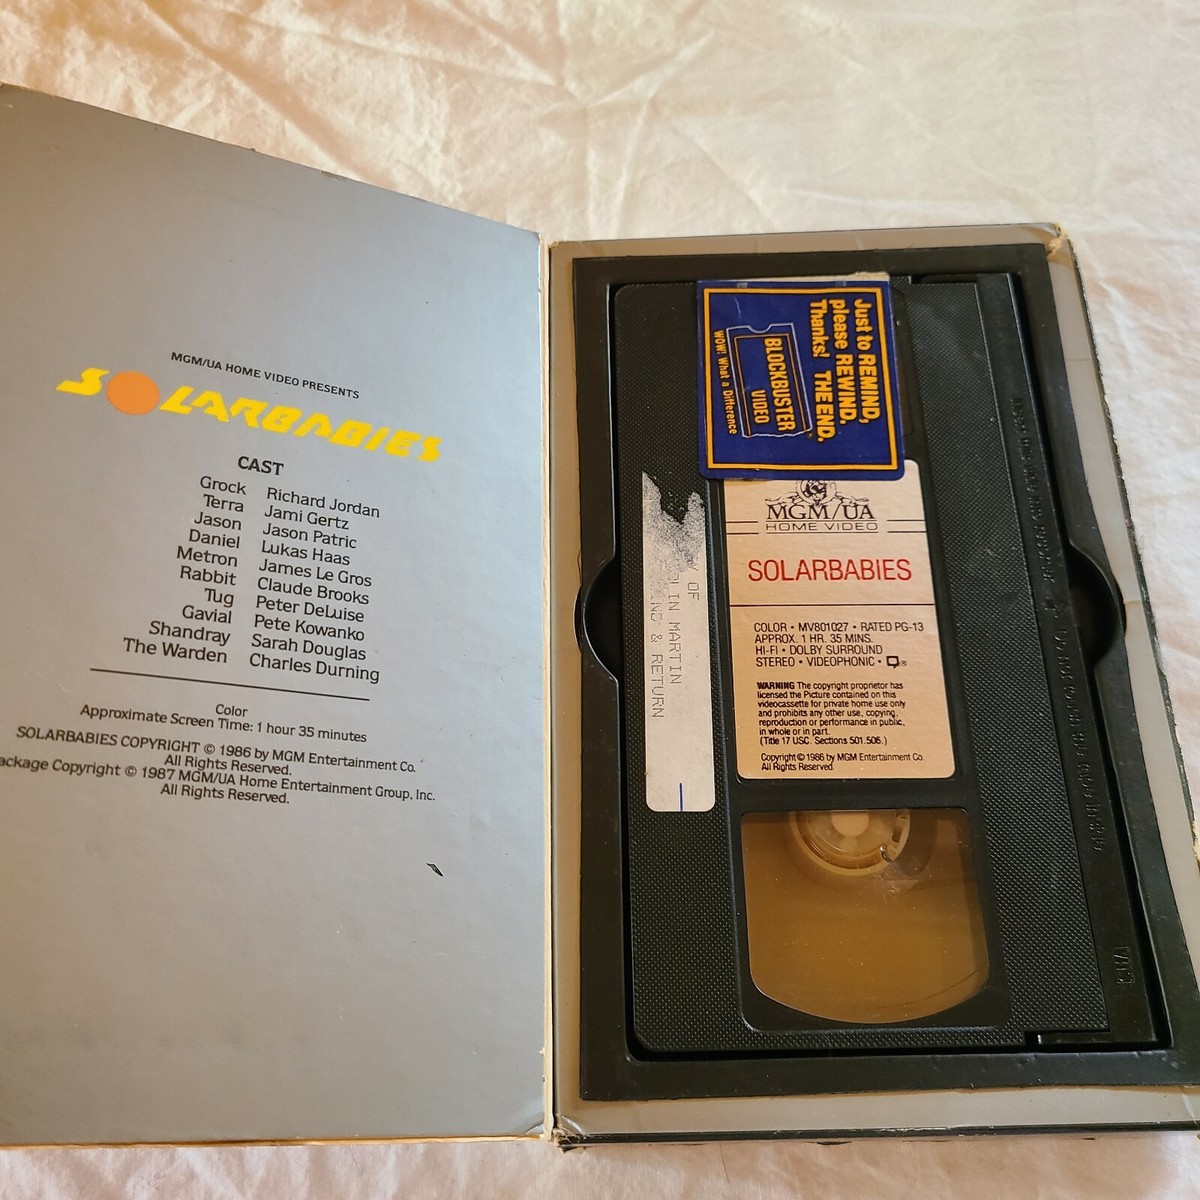 MGM/UA HOME VIDEO PRESENTS
SOLARBABIES
CAST
Grock Richard Jordan
Terra Jami Gertz
Jason Jason Patric
Daniel Lukas Haas
Metron James Le Gros
Rabbit Claude Brooks
Tug Peter DeLuise
Gavial Pete Kowanko
Shandray Sarah Douglas
The Warden Charles Durning
Color
Approximate Screen Time: 1 hour 35 minutes
SOLARBABIES COPYRIGHT © 1986 by MGM Entertainment Co.
All Rights Reserved.
ackage Copyright © 1987 MGM/UA Home Entertainment Group, Inc.
All Rights Reserved.
Just to REMIND,
please REWIND.
Thanks! THE END.
BLOCKBUSTER
VIDEO
WOW! What a Difference
OF
LIN MARTIN
& RETURN
MGM/UA
HOME VIDEO
SOLARBABIES
COLOR • MV801027 • RATED PG-13
APPROX. 1 HR. 35 MINS.
HI-FI • DOLBY SURROUND
STEREO • VIDEOPHONIC • ®
WARNING The copyright proprietor has
licensed the Picture contained on this
videocassette for private home use only
and prohibits any other use, copying,
reproduction or performance in public,
in whole or in part.
(Title 17 USC. Sections 501.506.)
Copyright © 1986 by MGM Entertainment Co.
All Rights Reserved.